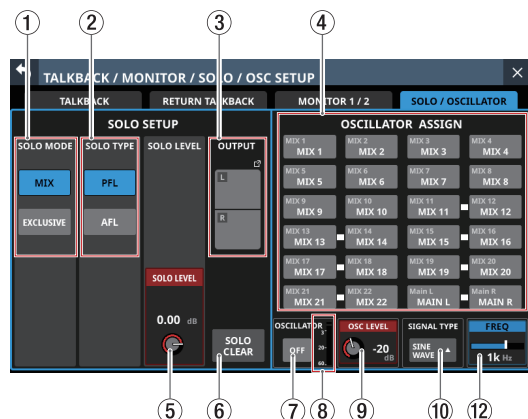 ① ② ③ ④
TALKBACK / MONITOR / SOLO / OSC SETUP
TALKBACK RETURN TALKBACK MONITOR 1 / 2 SOLO / OSCILLATOR
SOLO SETUP OSCILLATOR ASSIGN
SOLO MODE SOLO TYPE SOLO LEVEL OUTPUT
MIX 1 MIX 2 MIX 3 MIX 4
MIX 1 MIX 2 MIX 3 MIX 4
MIX PFL L
MIX 5 MIX 6 MIX 7 MIX 8
MIX 5 MIX 6 MIX 7 MIX 8
EXCLUSIVE AFL R
MIX 9 MIX 10 MIX 11 MIX 12
MIX 9 MIX 10 MIX 11 MIX 12
MIX 13 MIX 14 MIX 15 MIX 16
MIX 13 MIX 14 MIX 15 MIX 16
MIX 17 MIX 18 MIX 19 MIX 20
MIX 17 MIX 18 MIX 19 MIX 20
SOLO LEVEL
MIX 21 MIX 22 Main L Main R
MIX 21 MIX 22 MAIN L MAIN R
0.00 dB
OSCILLATOR OSC LEVEL SIGNAL TYPE FREQ
SOLO CLEAR
OFF
3
20
60
-20 dB
SINE WAVE
1k Hz
⑤ ⑥ ⑦ ⑧ ⑨ ⑩ ⑫